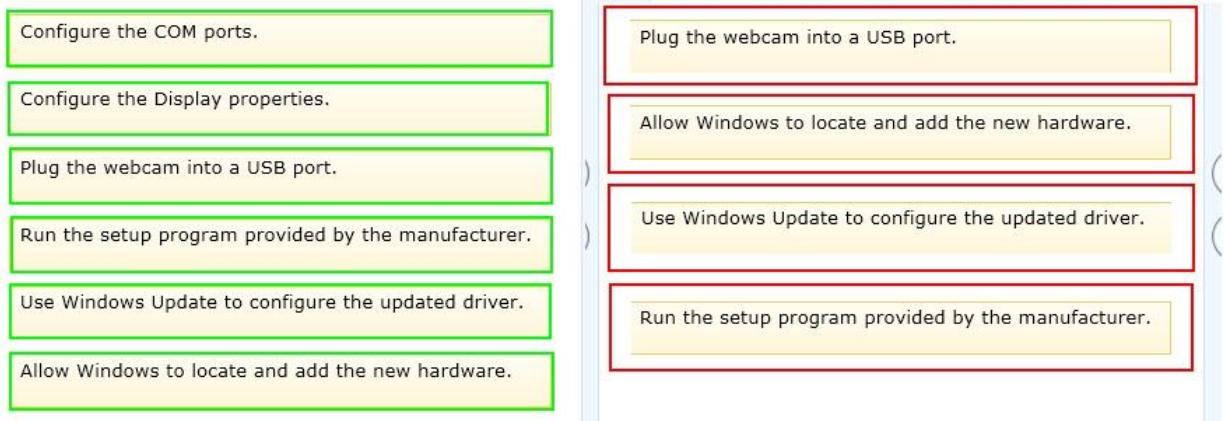 Configure the COM ports.
Configure the Display properties.
Plug the webcam into a USB port.
Run the setup program provided by the manufacturer.
Use Windows Update to configure the updated driver.
Allow Windows to locate and add the new hardware.
Plug the webcam into a USB port.
Allow Windows to locate and add the new hardware.
Use Windows Update to configure the updated driver.
Run the setup program provided by the manufacturer.